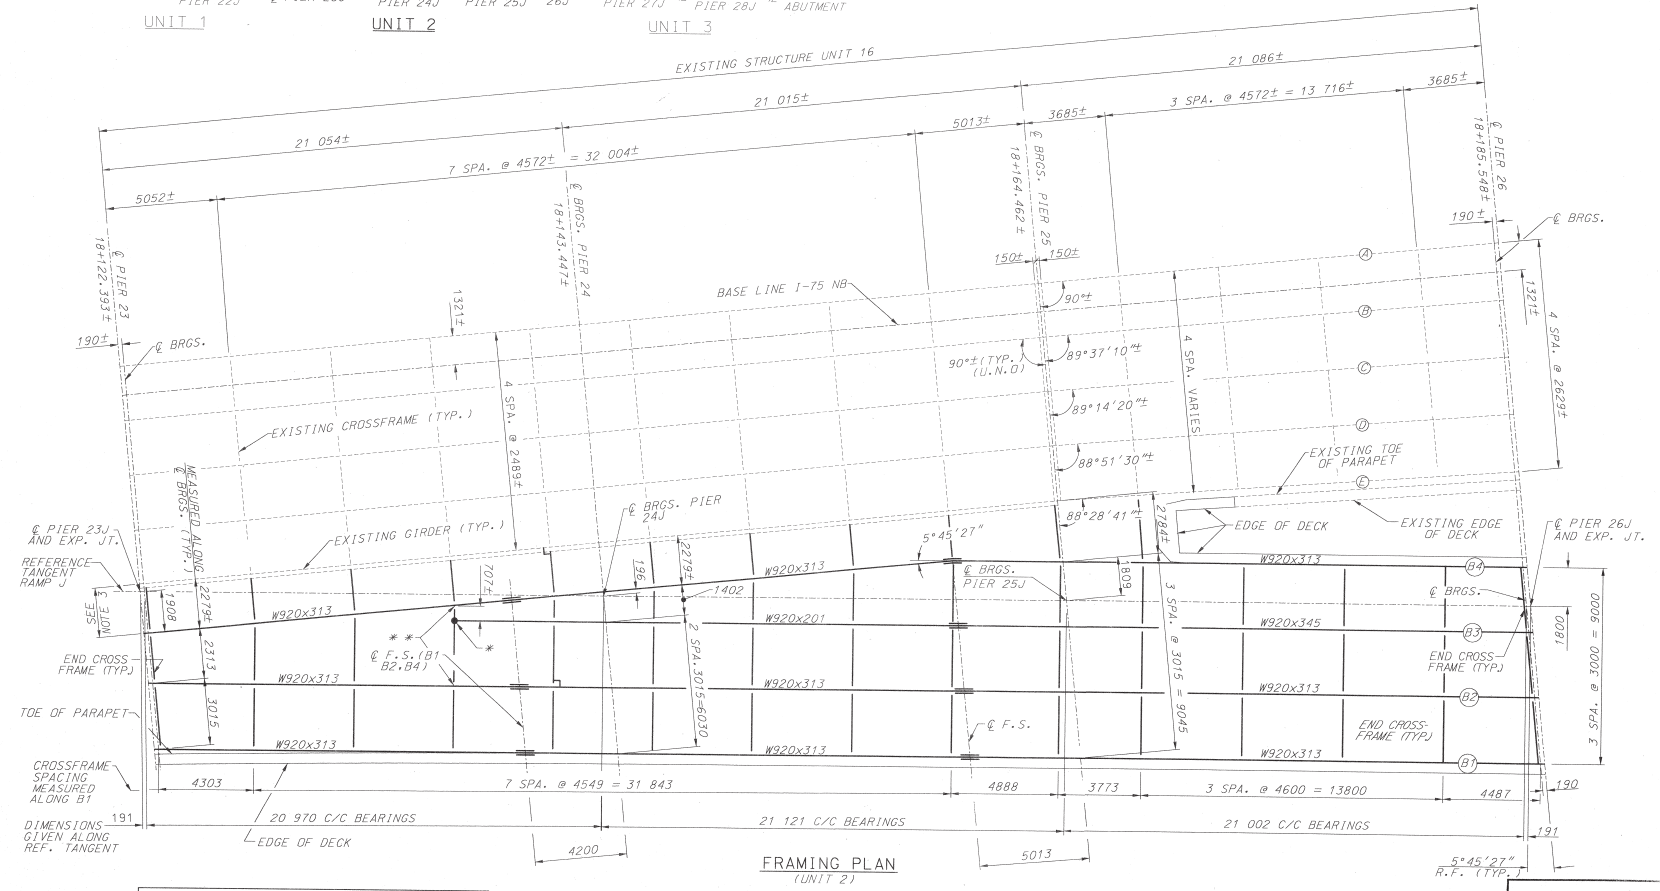 PIER 22J
PIER 24J
PIER 25J
26J
PIER 27J
PIER 28J
ABUTMENT
UNIT 1
UNIT 2
UNIT 3
EXISTING STRUCTURE UNIT 16
21 054±
21 015±
21 086±
5052±
7 SPA. @ 4572± = 32 004±
5013±
3685±
3 SPA. @ 4572± = 13 716±
3685±
℄ PIER 23
18+122.393±
℄ BRGS. PIER 24
18+143.447±
℄ BRGS. PIER 25
18+164.462±
℄ PIER 26
18+185.548±
190±
℄ BRGS.
1321±
BASE LINE I-75 NB
150±
150±
190±
℄ BRGS.
A
B
C
D
E
90°±
90°±(TYP.)
(U.N.O)
89°37'10"±
89°14'20"±
88°51'30"±
88°28'41"±
4 SPA. VARIES
1321±
4 SPA. @ 2629±
4 SPA. @ 2489±
EXISTING CROSSFRAME (TYP.)
EXISTING GIRDER (TYP.)
MEASURED ALONG
℄ BRGS. (TYP.)
℄ PIER 23J
AND EXP. JT.
REFERENCE
TANGENT
RAMP J
SEE
NOTE 3
1908
2279±
2313
3015
℄ BRGS. PIER
24J
707±
196
2279±
1402
5°45'27"
℄ BRGS.
PIER 25J
1809
2784±
EXISTING TOE
OF PARAPET
EDGE OF DECK
EXISTING EDGE
OF DECK
℄ PIER 26J
AND EXP. JT.
W920x313
W920x313
W920x313
B4
W920x201
W920x345
B3
W920x313
W920x313
W920x313
B2
W920x313
W920x313
W920x313
B1
* *
*
℄ F.S.(B1
B2.B4)
℄ F.S.
2 SPA.3015=6030
3 SPA. @ 3015 = 9045
℄ BRGS.
1800
3 SPA. @ 3000 = 9000
END CROSS
FRAME (TYP.)
END CROSS-
FRAME (TYP.)
END CROSS-
FRAME (TYP.)
TOE OF PARAPET
CROSSFRAME
SPACING
MEASURED
ALONG B1
4303
7 SPA. @ 4549 = 31 843
4888
3773
3 SPA. @ 4600 = 13800
4487
190
DIMENSIONS
GIVEN ALONG
REF. TANGENT
191
20 970 C/C BEARINGS
21 121 C/C BEARINGS
21 002 C/C BEARINGS
191
EDGE OF DECK
4200
5013
5°45'27"
R.F. (TYP.)
FRAMING PLAN
(UNIT 2)